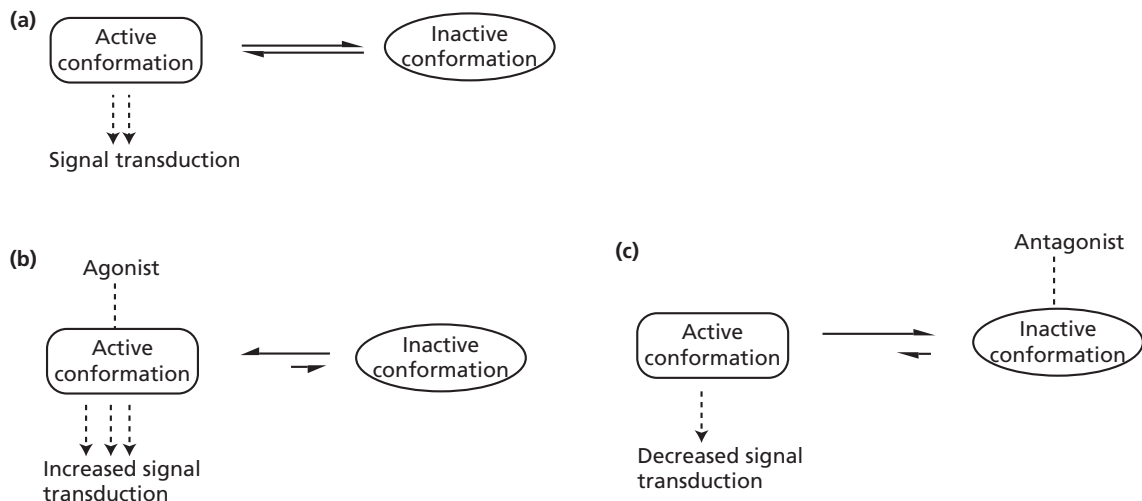 (a)
Active
conformation
Inactive
conformation
Signal transduction
(b)
Agonist
Active
conformation
Inactive
conformation
Increased signal
transduction
(c)
Antagonist
Active
conformation
Inactive
conformation
Decreased signal
transduction